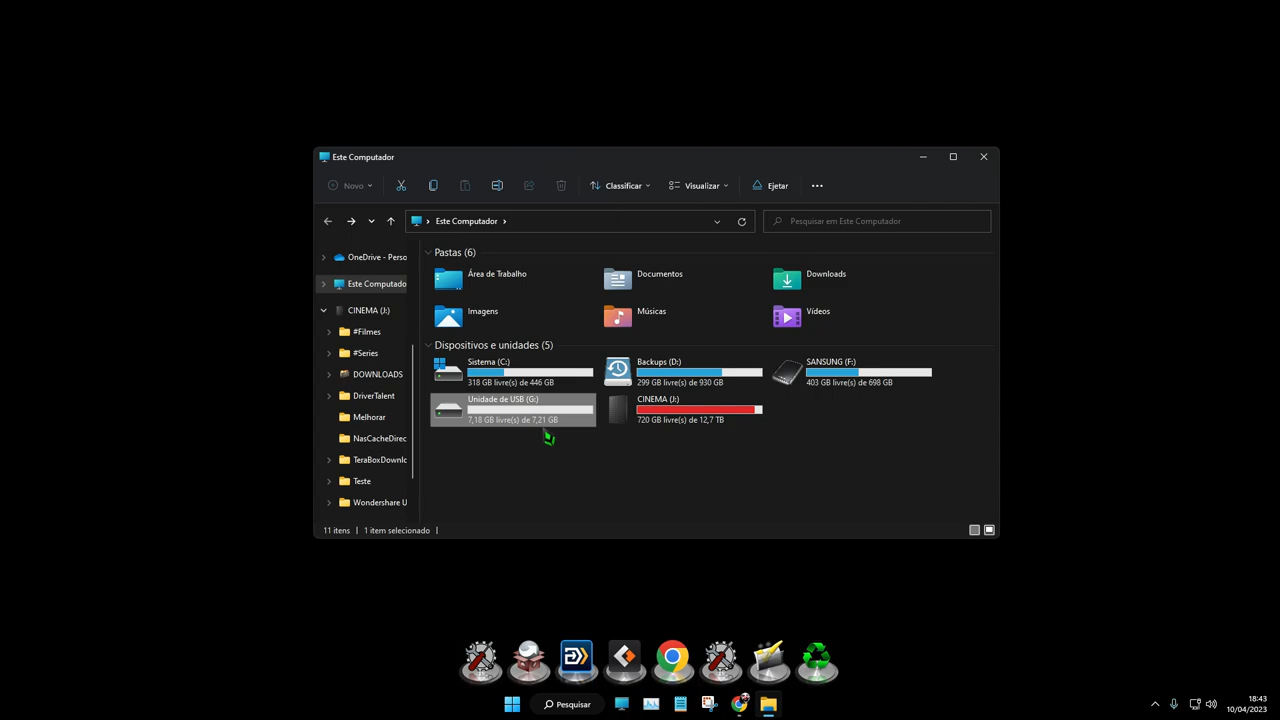 Este Computador
Novo
Classificar
Visualizar
Ejetar
Este Computador
Pesquisar em Este Computador
OneDrive - Perso
Este Computado
CINEMA (J:)
#Filmes
#Series
DOWNLOADS
DriverTalent
Melhorar
NasCacheDirec
TeraBoxDownlc
Teste
Wondershare U
Pastas (6)
Área de Trabalho
Documentos
Downloads
Imagens
Músicas
Vídeos
Dispositivos e unidades (5)
Sistema (C:)
318 GB livre(s) de 446 GB
Backups (D:)
299 GB livre(s) de 930 GB
SANSUNG (F:)
403 GB livre(s) de 698 GB
Unidade de USB (G:)
7,18 GB livre(s) de 7,21 GB
CINEMA (J:)
720 GB livre(s) de 12,7 TB
11 itens
1 item selecionado
Pesquisar
18:43
10/04/2023